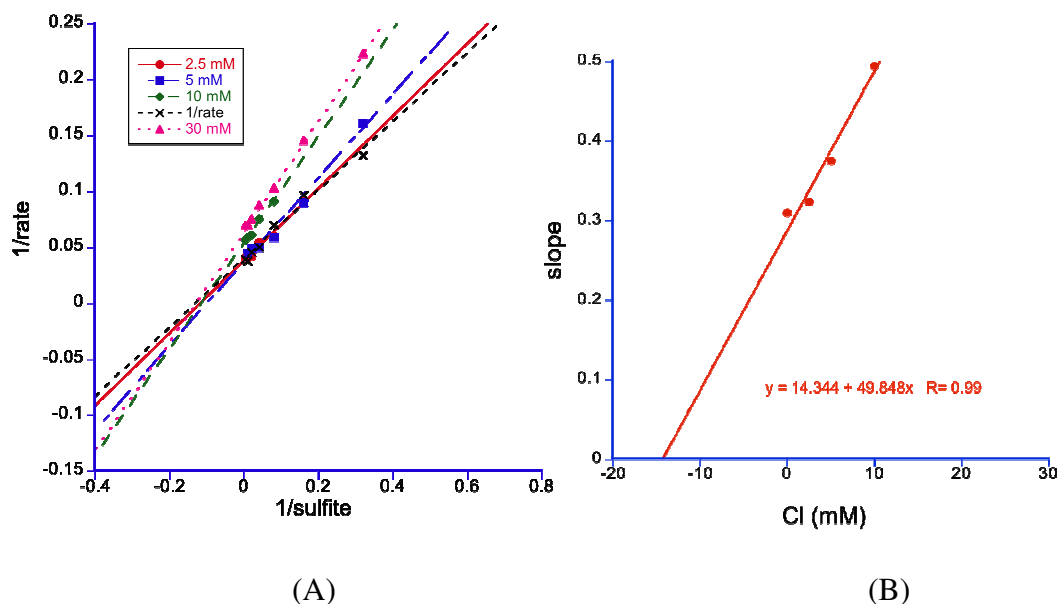 0.25
0.2
0.15
0.1
0.05
0
-0.05
-0.1
-0.15
1/rate
2.5 mM
5 mM
10 mM
1/rate
30 mM
-0.4 -0.2 0 0.2 0.4 0.6 0.8
1/sulfite
(A)
0.5
0.4
0.3
0.2
0.1
0
slope
y = 14.344 + 49.848x R= 0.99
-20 -10 0 10 20 30
Cl (mM)
(B)